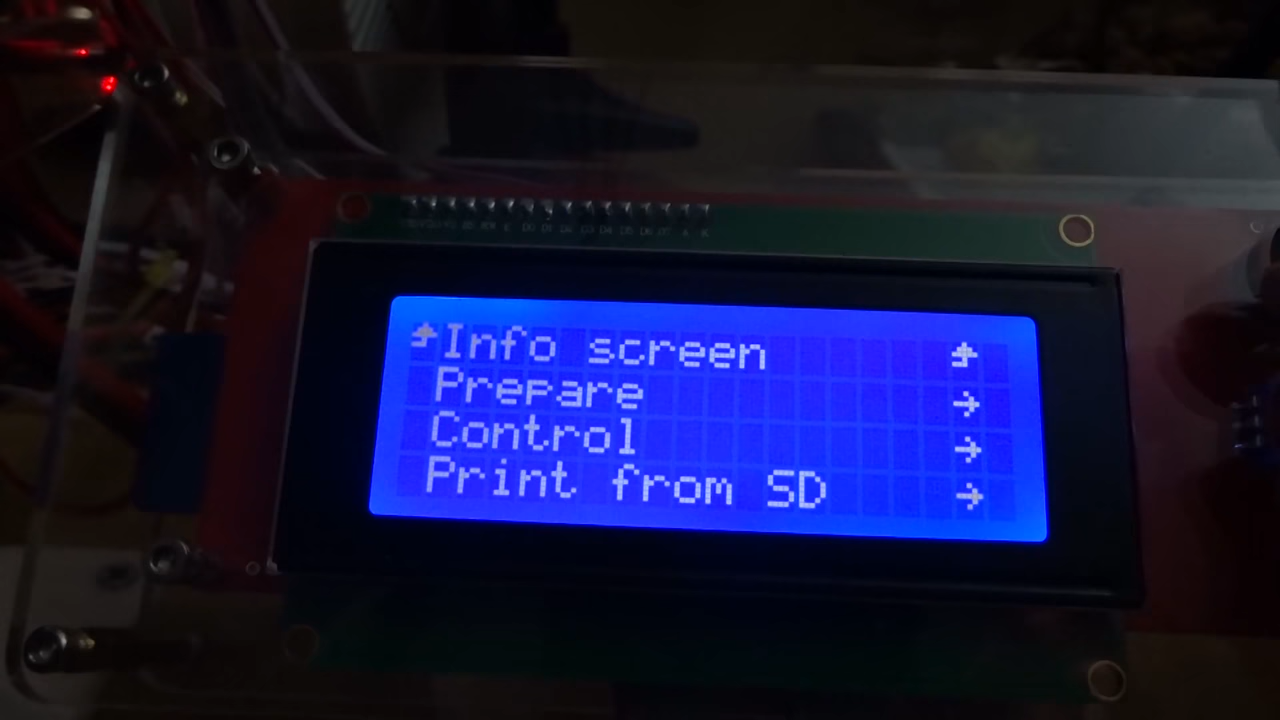 Info screen
Prepare
Control
Print from SD